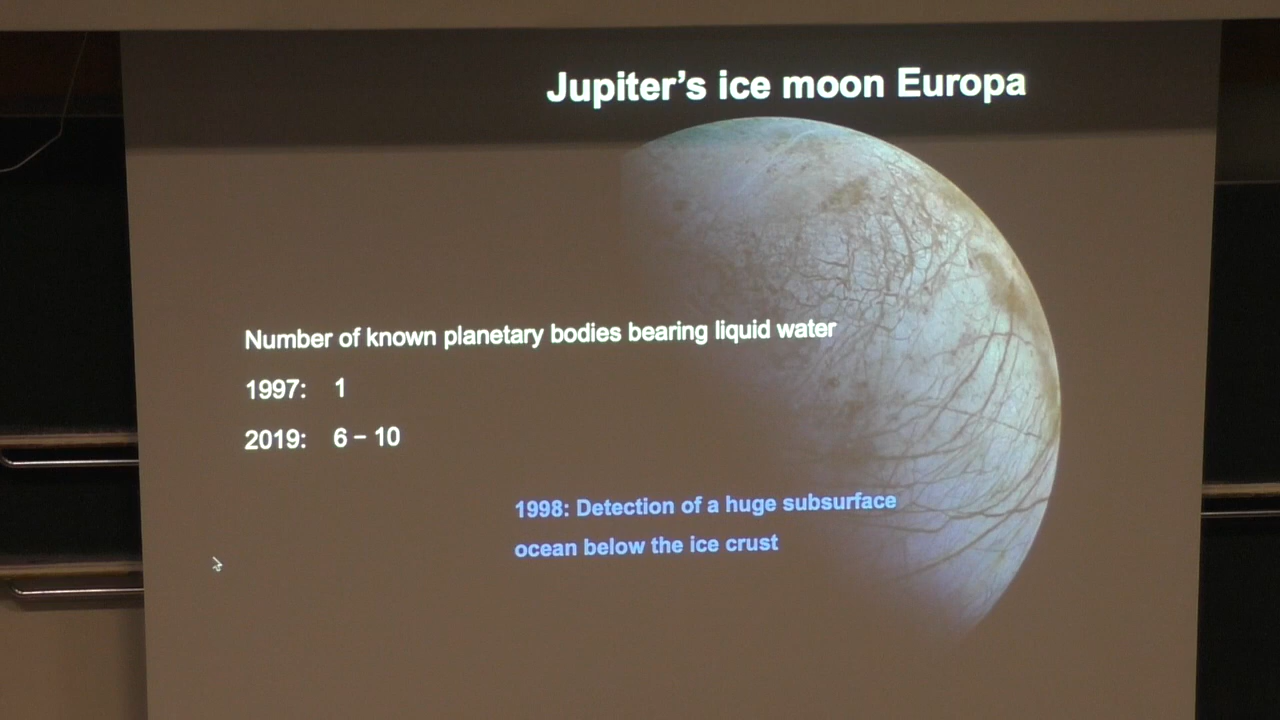 Jupiter's ice moon Europa
Number of known planetary bodies bearing liquid water
1997: 1
2019: 6 – 10
1998: Detection of a huge subsurface
ocean below the ice crust